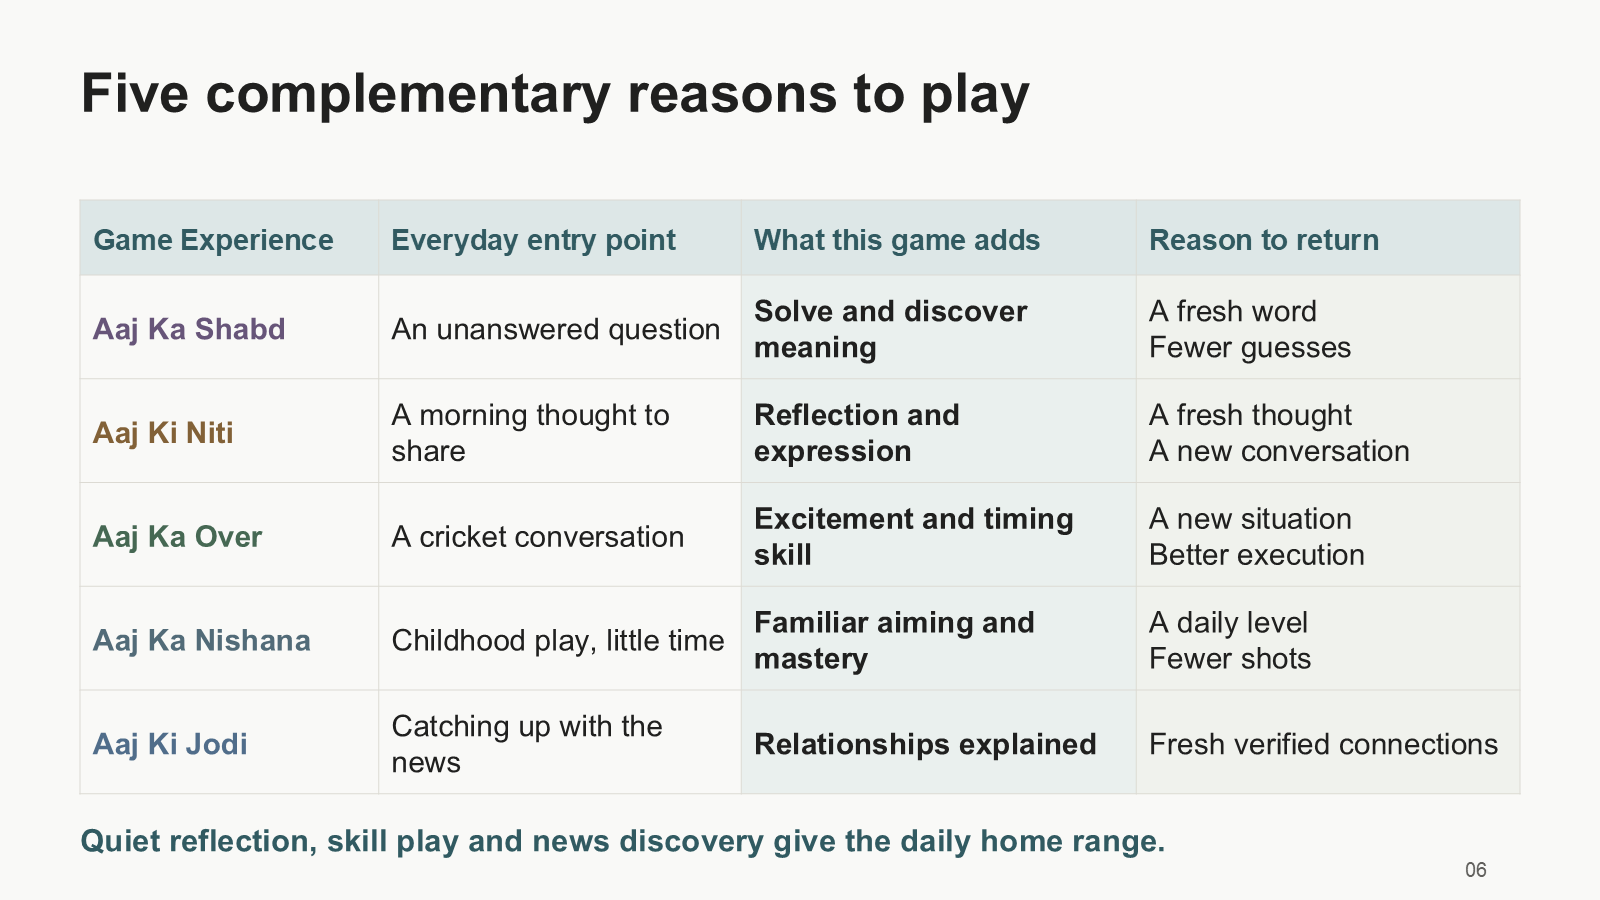 Five complementary reasons to play
Game Experience
Everyday entry point
What this game adds
Reason to return
Aaj Ka Shabd
An unanswered question
Solve and discover
meaning
A fresh word
Fewer guesses
Aaj Ki Niti
A morning thought to
share
Reflection and
expression
A fresh thought
A new conversation
Aaj Ka Over
A cricket conversation
Excitement and timing
skill
A new situation
Better execution
Aaj Ka Nishana
Childhood play, little time
Familiar aiming and
mastery
A daily level
Fewer shots
Aaj Ki Jodi
Catching up with the
news
Relationships explained
Fresh verified connections
Quiet reflection, skill play and news discovery give the daily home range.
06